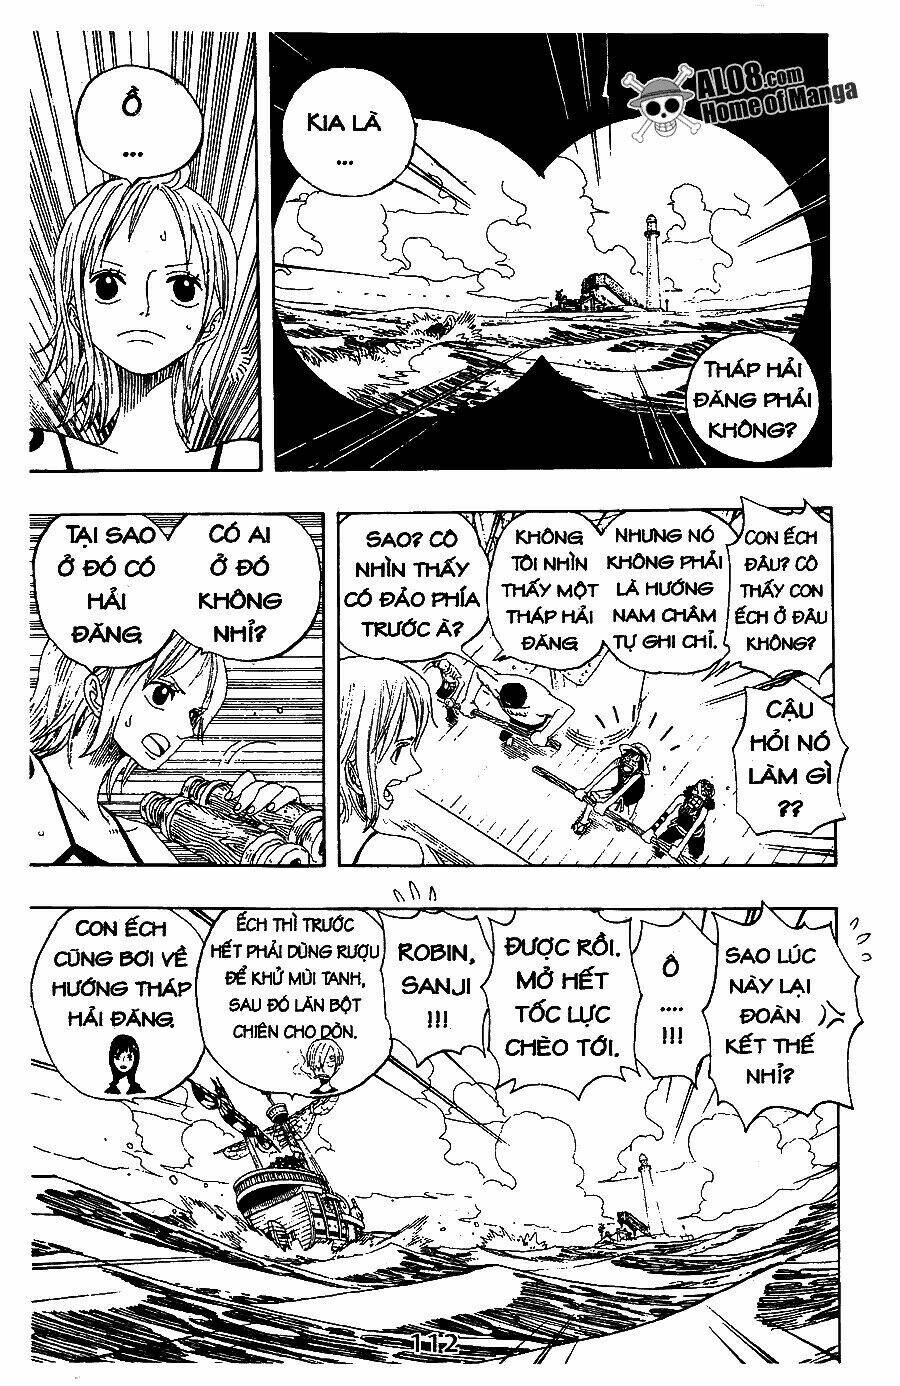 ALO8.com
Home of Manga
KIA LÀ
...
THÁP HẢI
ĐĂNG PHẢI
KHÔNG?
Ồ
...
CON ẾCH
ĐÂU? CÔ
THẤY CON
ẾCH Ở ĐÂU
KHÔNG?
CẬU
HỎI NÓ
LÀM GÌ
??
NHƯNG NÓ
KHÔNG PHẢI
LÀ HƯỚNG
NAM CHÂM
TỰ GHI CHỈ.
KHÔNG.
TÔI NHÌN
THẤY MỘT
THÁP HẢI
ĐĂNG
SAO? CÔ
NHÌN THẤY
CÓ ĐẢO PHÍA
TRƯỚC À?
CÓ AI
Ở ĐÓ
KHÔNG
NHỈ?
TẠI SAO
Ở ĐÓ CÓ
HẢI
ĐĂNG.
SAO LÚC
NÀY LẠI
ĐOÀN
KẾT THẾ
NHỈ?
Ô
....
!!!
ĐƯỢC RỒI.
MỞ HẾT
TỐC LỰC
CHÈO TỚI.
ROBIN,
SANJI
!!!
ẾCH THÌ TRƯỚC
HẾT PHẢI DÙNG RƯỢU
ĐỂ KHỬ MÙI TANH,
SAU ĐÓ LĂN BỘT
CHIÊN CHO DÒN.
CON ẾCH
CŨNG BƠI VỀ
HƯỚNG THÁP
HẢI ĐĂNG.
112